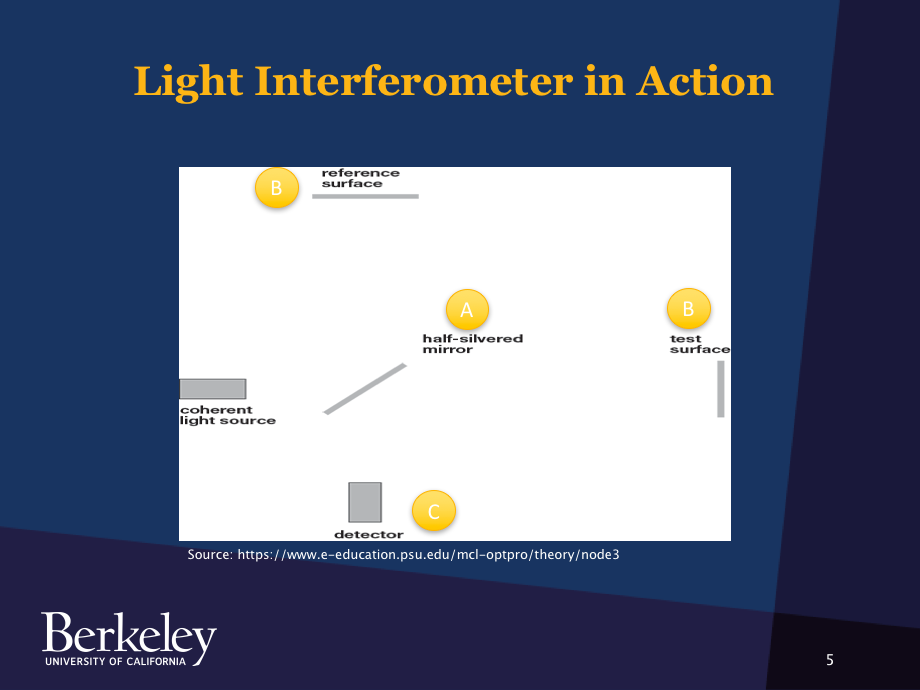 Light Interferometer in Action
B
reference
surface
A
B
half-silvered
mirror
test
surface
coherent
light source
C
detector
Source: https://www.e-education.psu.edu/mcl-optpro/theory/node3
Berkeley
UNIVERSITY OF CALIFORNIA
5